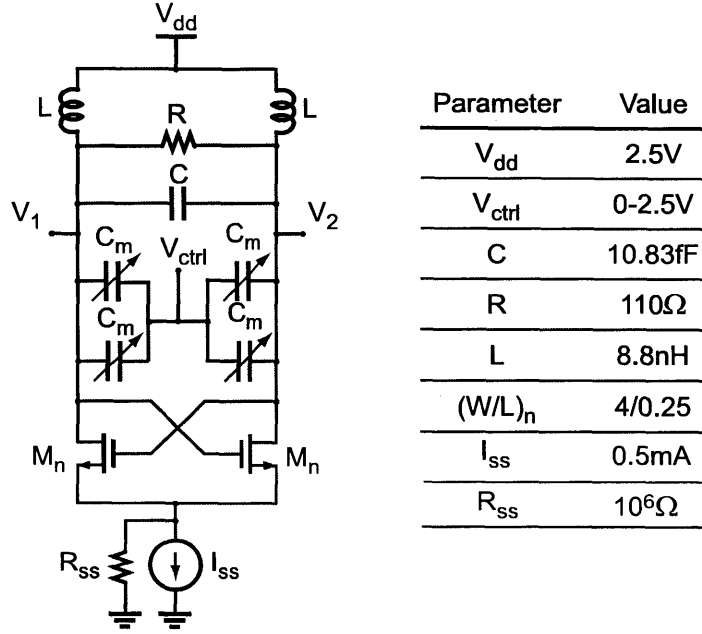 V_dd
L
R
L
C
V_1
V_2
C_m
V_ctrl
C_m
C_m
C_m
M_n
M_n
R_ss
I_ss
Parameter Value
V_dd 2.5V
V_ctrl 0-2.5V
C 10.83fF
R 110Ω
L 8.8nH
(W/L)_n 4/0.25
I_ss 0.5mA
R_ss 10^6Ω